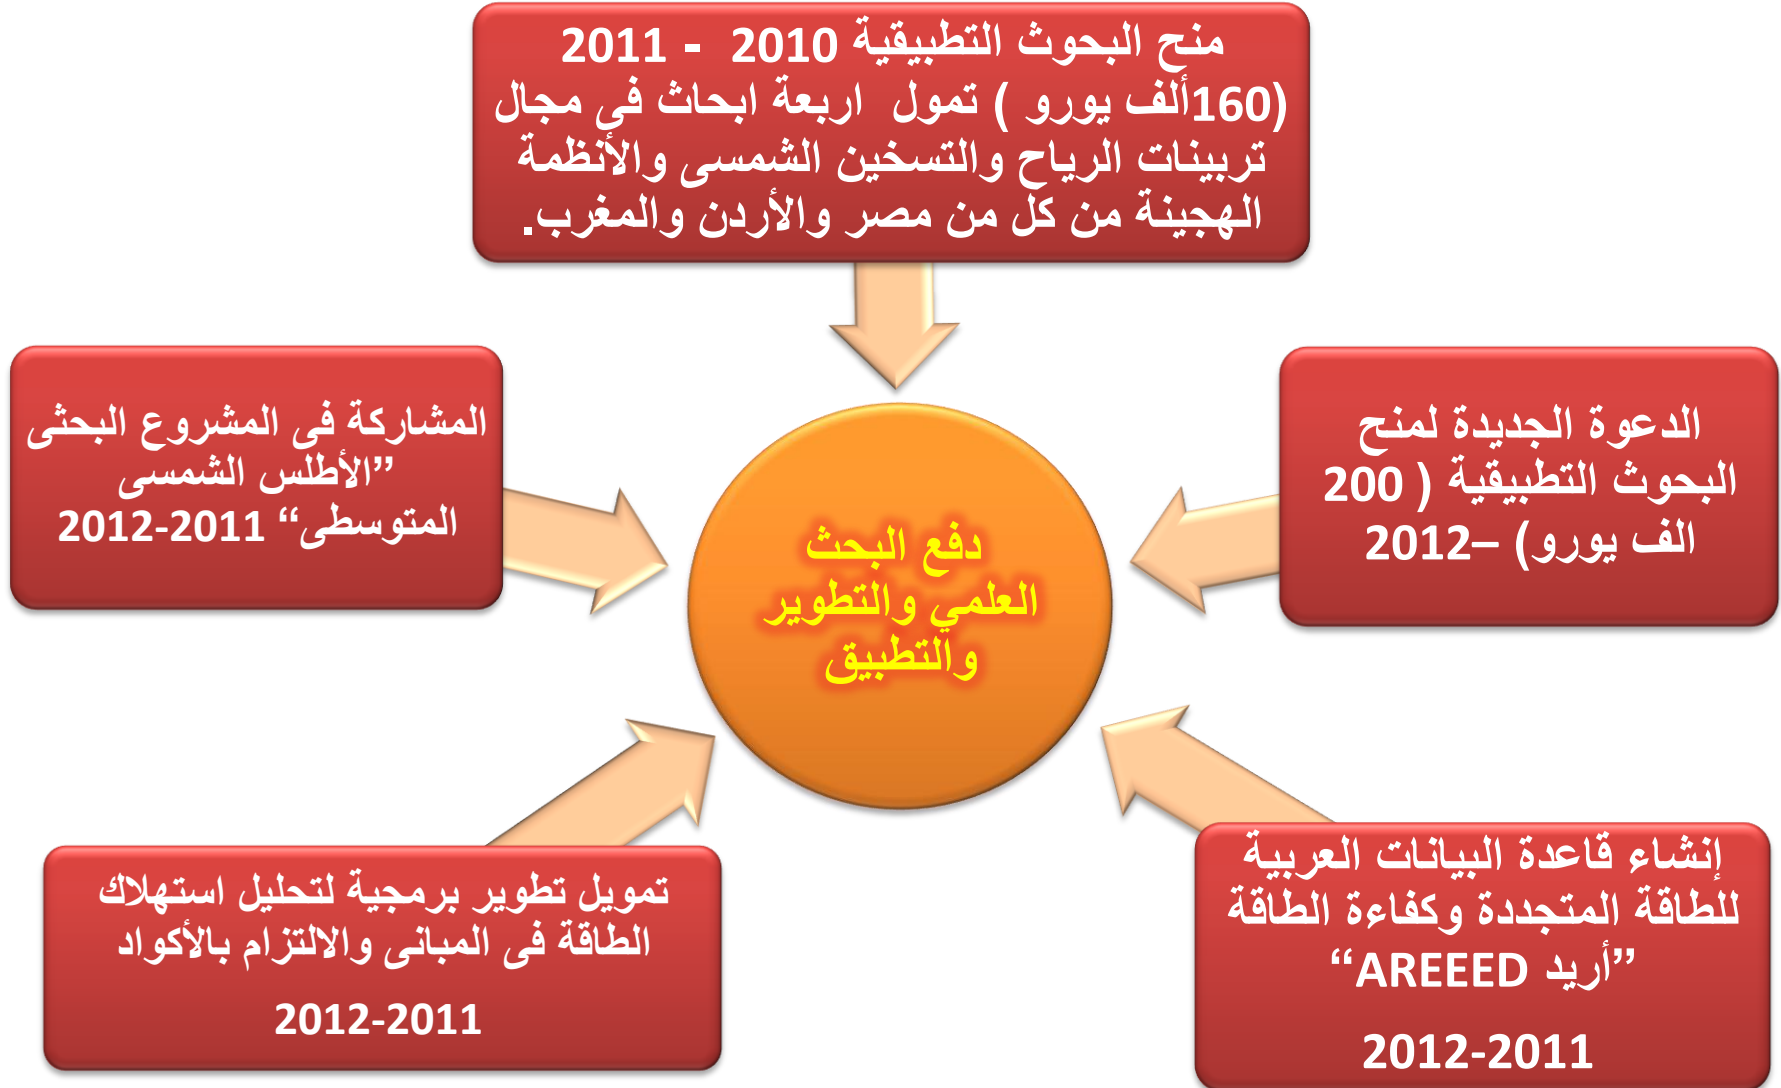 منح البحوث التطبيقية 2010 - 2011
(160ألف يورو ) تمول اربعة ابحاث فى مجال
تربينات الرياح والتسخين الشمسى والأنظمة
الهجينة من كل من مصر والأردن والمغرب.
الدعوة الجديدة لمنح
البحوث التطبيقية ( 200
الف يورو) –2012
المشاركة فى المشروع البحثى
”الأطلس الشمسى
المتوسطى“ 2011-2012
دفع البحث
العلمي والتطوير
والتطبيق
إنشاء قاعدة البيانات العربية
للطاقة المتجددة وكفاءة الطاقة
”أريد AREEED“
2011-2012
تمويل تطوير برمجية لتحليل استهلاك
الطاقة فى المبانى والالتزام بالأكواد
2011-2012